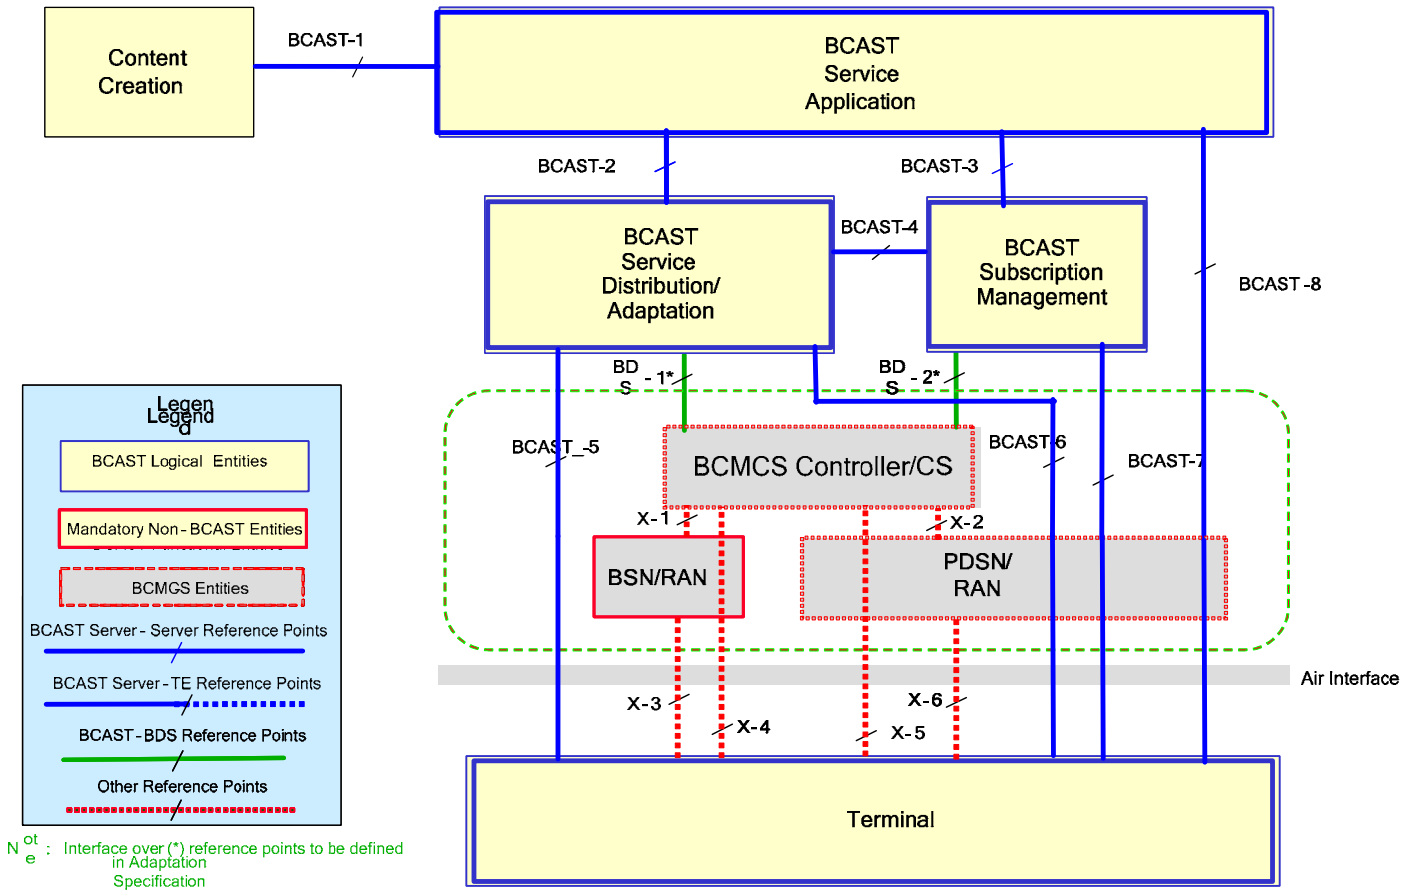 Content
Creation
BCAST-1
BCAST
Service
Application
BCAST-2
BCAST-3
BCAST
Service
Distribution/
Adaptation
BCAST-4
BCAST
Subscription
Management
BCAST -8
BD
S - 1*
BD
S - 2*
BCAST_-5
BCMCS Controller/CS
BCAST-6
BCAST-7
X-1
X-2
BSN/RAN
PDSN/
RAN
Air Interface
X-3
X-4
X-5
X-6
Terminal
Legen
d
Legend
BCAST Logical Entities
Mandatory Non-BCAST Entities
BCMGS Entities
BCAST Server-Server Reference Points
BCAST Server-TE Reference Points
BCAST-BDS Reference Points
Other Reference Points
Not
e : Interface over (*) reference points to be defined
in Adaptation
Specification